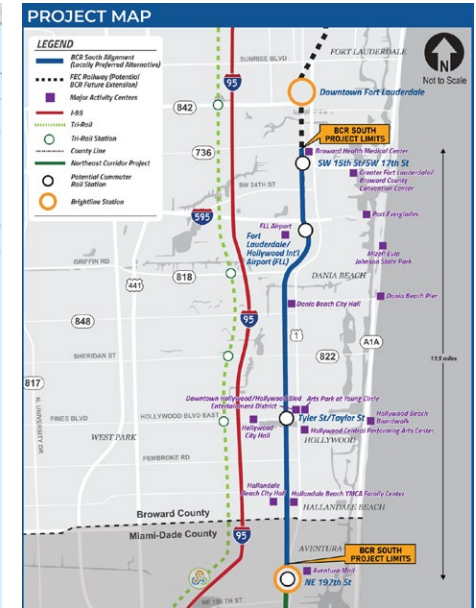 PROJECT MAP
LEGEND
BCR South Alignment
(Locally Preferred Alternative)
FEC Railway (Potential
BCR Future Extension)
Major Activity Centers
I-95
Tri-Rail
Tri-Rail Station
County Line
Northeast Corridor Project
Potential Commuter
Rail Station
Brightline Station
SUNRISE BLVD
FORT LAUDERDALE
N
Not to Scale
95
842
Downtown Fort Lauderdale
BCR SOUTH
PROJECT LIMITS
736
Broward Health Medical Center
SW 15th St/SW 17th St
Greater Fort Lauderdale/
Broward County
Convention Center
SW 24TH ST
595
Port Everglades
FLL Airport
Fort
Lauderdale/
Hollywood Int'l
Airport (FLL)
Mizell-Eula
Johnson State Park
GRIFFIN RD
818
441
DANIA BEACH
Dania Beach Pier
Dania Beach City Hall
848
95
1
A1A
822
SHERIDAN ST
11.5 miles
817
N. UNIVERSITY DR
Downtown Hollywood/Hollywood Blvd
Entertainment District
Arts Park at Young Circle
PINES BLVD
HOLLYWOOD BLVD EAST
Hollywood
City Hall
Tyler St/Taylor St
Hollywood Beach
Boardwalk
Hollywood Central Performing Arts Center
WEST PARK
HOLLYWOOD
PEMBROKE RD
Hallandale
Beach City Hall
Hallandale Beach YMCA Family Center
HALLANDALE BEACH
Broward County
Miami-Dade County
95
AVENTURA
BCR SOUTH
PROJECT LIMITS
Aventura Mall
NE 197th St